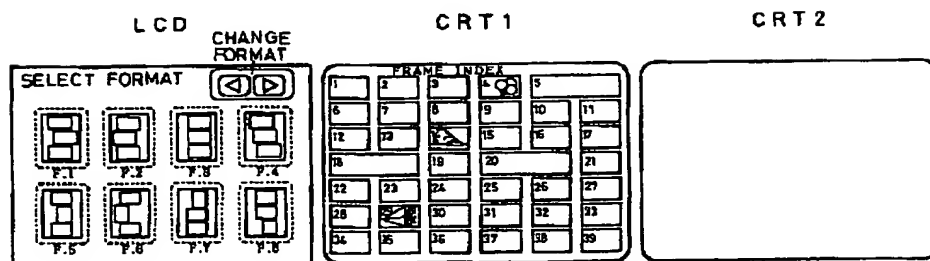 LCD
CRT1
CRT2
CHANGE
FORMAT
SELECT FORMAT
F.1 F.2 F.3 F.4
F.5 F.6 F.7 F.8
FRAME INDEX
1 2 3 4 5
6 7 8 9 10 11
12 13 14 15 16 17
18 19 20 21
22 23 24 25 26 27
28 29 30 31 32 33
34 35 36 37 38 39